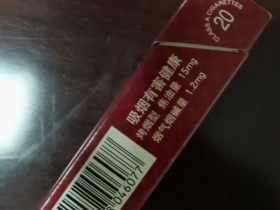 20
CLASS A CIGARETTES
吸烟有害健康
烤烟型 焦油量 15mg
烟气烟碱量 1.2mg
046077